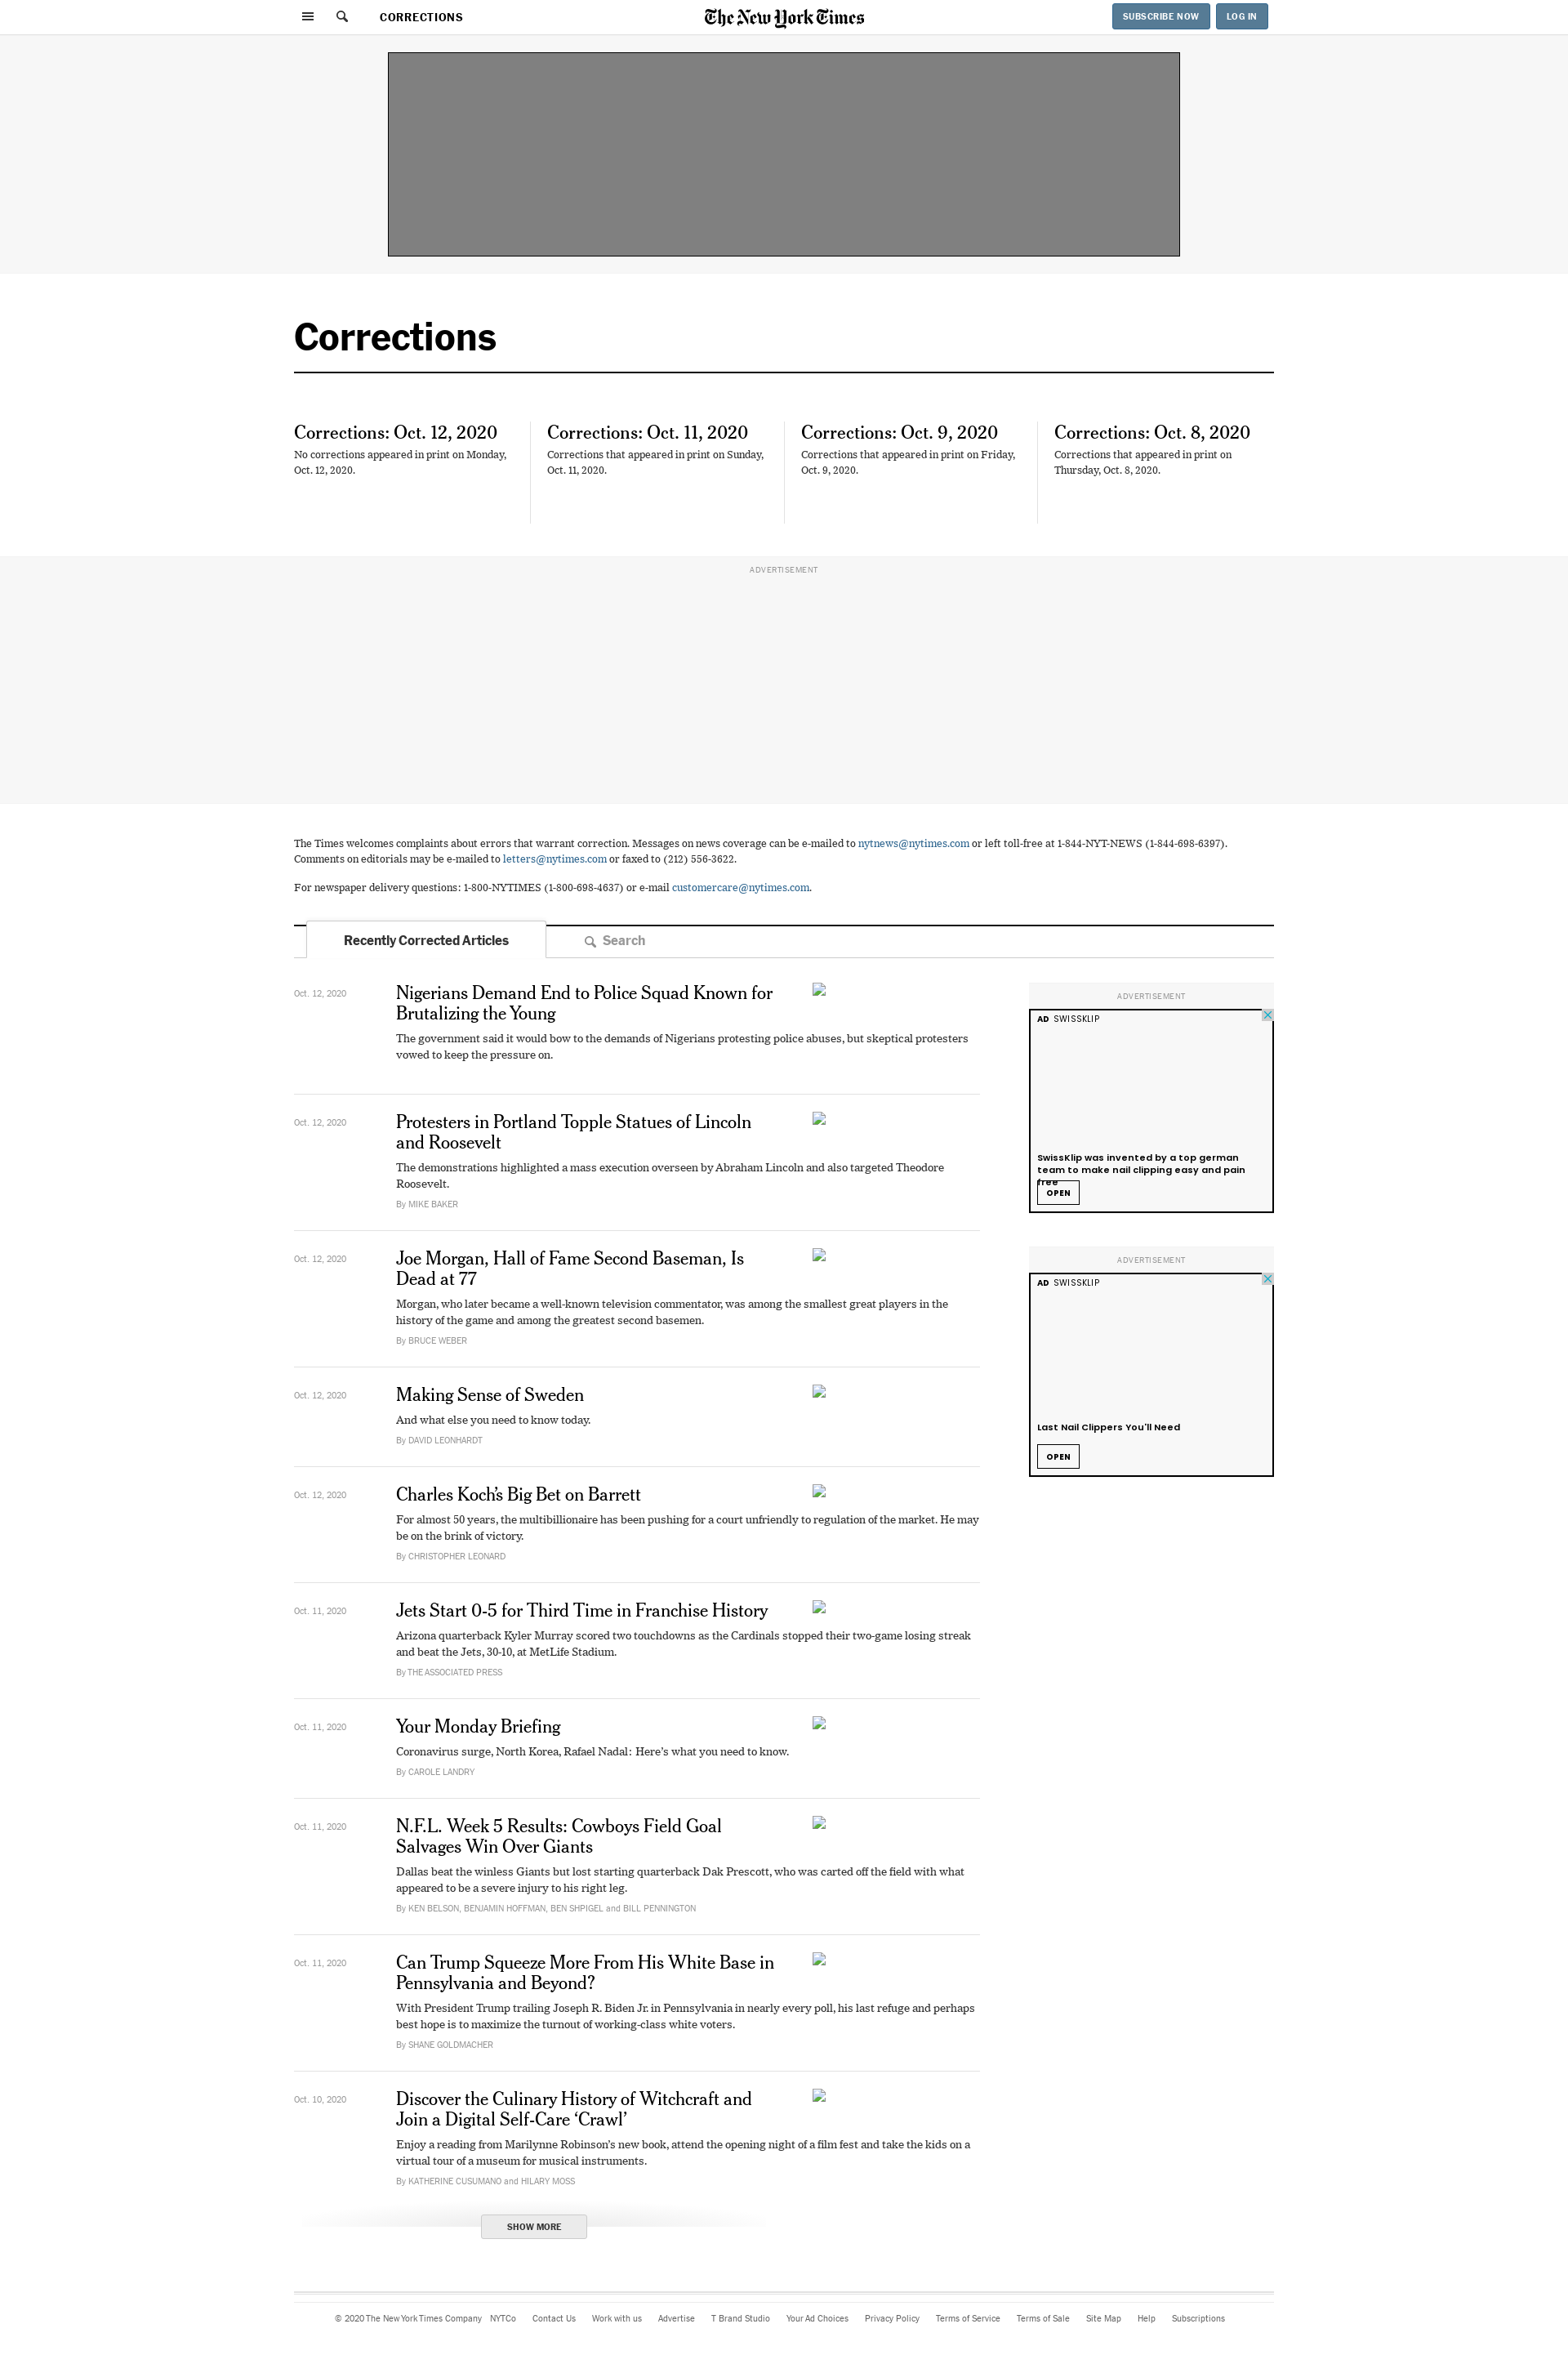 CORRECTIONS
The New York Times
SUBSCRIBE NOW
LOG IN
Corrections
Corrections: Oct. 12, 2020
No corrections appeared in print on Monday,
Oct. 12, 2020.
Corrections: Oct. 11, 2020
Corrections that appeared in print on Sunday,
Oct. 11, 2020.
Corrections: Oct. 9, 2020
Corrections that appeared in print on Friday,
Oct. 9, 2020.
Corrections: Oct. 8, 2020
Corrections that appeared in print on
Thursday, Oct. 8, 2020.
ADVERTISEMENT
The Times welcomes complaints about errors that warrant correction. Messages on news coverage can be e-mailed to nytnews@nytimes.com or left toll-free at 1-844-NYT-NEWS (1-844-698-6397).
Comments on editorials may be e-mailed to letters@nytimes.com or faxed to (212) 556-3622.
For newspaper delivery questions: 1-800-NYTIMES (1-800-698-4637) or e-mail customercare@nytimes.com.
Recently Corrected Articles
Search
Oct. 12, 2020
Nigerians Demand End to Police Squad Known for
Brutalizing the Young
The government said it would bow to the demands of Nigerians protesting police abuses, but skeptical protesters
vowed to keep the pressure on.
Oct. 12, 2020
Protesters in Portland Topple Statues of Lincoln
and Roosevelt
The demonstrations highlighted a mass execution overseen by Abraham Lincoln and also targeted Theodore
Roosevelt.
By MIKE BAKER
Oct. 12, 2020
Joe Morgan, Hall of Fame Second Baseman, Is
Dead at 77
Morgan, who later became a well-known television commentator, was among the smallest great players in the
history of the game and among the greatest second basemen.
By BRUCE WEBER
Oct. 12, 2020
Making Sense of Sweden
And what else you need to know today.
By DAVID LEONHARDT
Oct. 12, 2020
Charles Koch’s Big Bet on Barrett
For almost 50 years, the multibillionaire has been pushing for a court unfriendly to regulation of the market. He may
be on the brink of victory.
By CHRISTOPHER LEONARD
Oct. 11, 2020
Jets Start 0-5 for Third Time in Franchise History
Arizona quarterback Kyler Murray scored two touchdowns as the Cardinals stopped their two-game losing streak
and beat the Jets, 30-10, at MetLife Stadium.
By THE ASSOCIATED PRESS
Oct. 11, 2020
Your Monday Briefing
Coronavirus surge, North Korea, Rafael Nadal: Here’s what you need to know.
By CAROLE LANDRY
Oct. 11, 2020
N.F.L. Week 5 Results: Cowboys Field Goal
Salvages Win Over Giants
Dallas beat the winless Giants but lost starting quarterback Dak Prescott, who was carted off the field with what
appeared to be a severe injury to his right leg.
By KEN BELSON, BENJAMIN HOFFMAN, BEN SHPIGEL and BILL PENNINGTON
Oct. 11, 2020
Can Trump Squeeze More From His White Base in
Pennsylvania and Beyond?
With President Trump trailing Joseph R. Biden Jr. in Pennsylvania in nearly every poll, his last refuge and perhaps
best hope is to maximize the turnout of working-class white voters.
By SHANE GOLDMACHER
Oct. 10, 2020
Discover the Culinary History of Witchcraft and
Join a Digital Self-Care ‘Crawl’
Enjoy a reading from Marilynne Robinson’s new book, attend the opening night of a film fest and take the kids on a
virtual tour of a museum for musical instruments.
By KATHERINE CUSUMANO and HILARY MOSS
SHOW MORE
ADVERTISEMENT
AD SWISSKLIP
SwissKlip was invented by a top german
team to make nail clipping easy and pain
free
OPEN
ADVERTISEMENT
AD SWISSKLIP
Last Nail Clippers You'll Need
OPEN
© 2020 The New York Times Company NYTCo Contact Us Work with us Advertise T Brand Studio Your Ad Choices Privacy Policy Terms of Service Terms of Sale Site Map Help Subscriptions